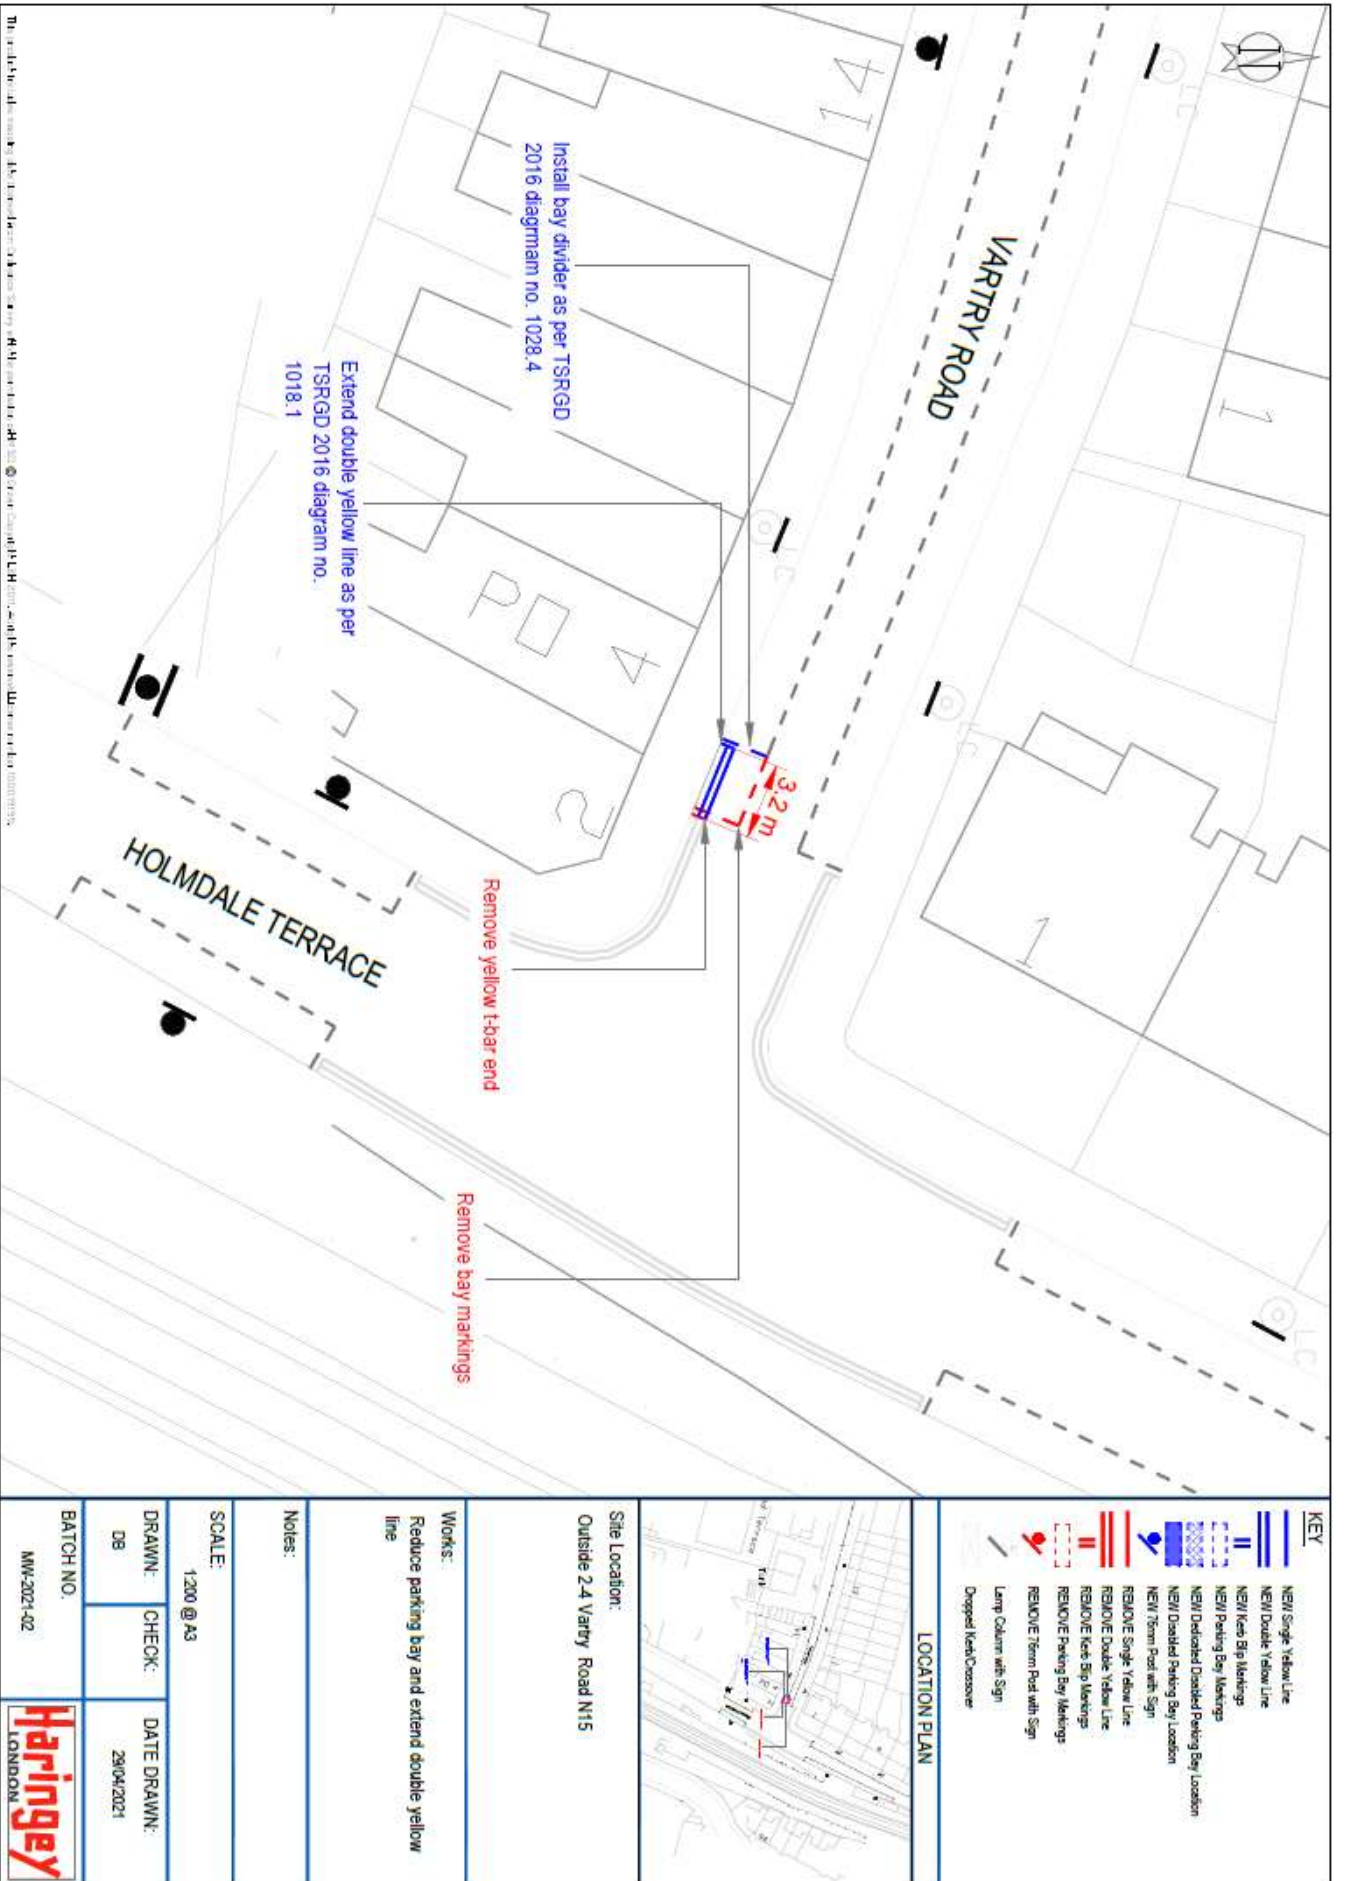 N
LC
14
VARTRY ROAD
1
Install bay divider as per TSRGD
2016 diagrmam no. 1028.4
Extend double yellow line as per
TSRGD 2016 diagram no.
1018.1
LC
LC
PO
4
2
3.2 m
1
HOLMDALE TERRACE
Remove yellow t-bar end
Remove bay markings
LC
KEY
NEW Single Yellow Line
NEW Double Yellow Line
NEW Kerb Blip Markings
NEW Parking Bay Markings
NEW Dedicated Disabled Parking Bay Location
NEW Disabled Parking Bay Location
NEW 76mm Post with Sign
REMOVE Single Yellow Line
REMOVE Double Yellow Line
REMOVE Kerb Blip Markings
REMOVE Parking Bay Markings
REMOVE 76mm Post with Sign
Lamp Column with Sign
Dropped Kerb/Crossover
LOCATION PLAN
Site Location:
Outside 2-4 Vartry Road N15
Works:
Reduce parking bay and extend double yellow
line
Notes:
SCALE:
1:200 @ A3
DRAWN:
DB
CHECK:
DATE DRAWN:
29/04/2021
BATCH NO.
MW-2021-02
Haringey
LONDON